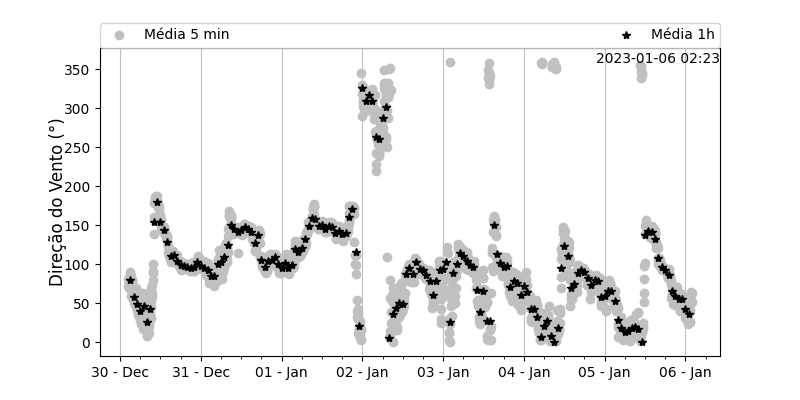 Média 5 min
Média 1h
2023-01-06 02:23
Direção do Vento (°)
350
300
250
200
150
100
50
0
30 - Dec
31 - Dec
01 - Jan
02 - Jan
03 - Jan
04 - Jan
05 - Jan
06 - Jan